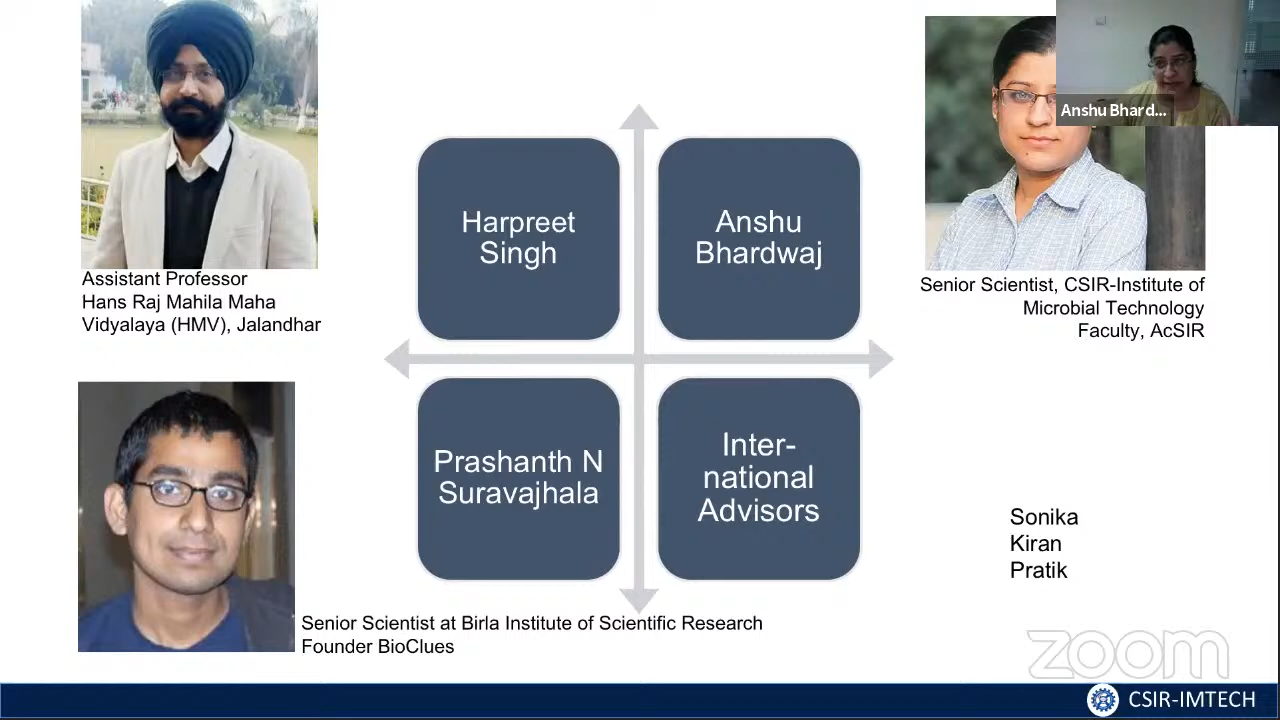 Anshu Bhard...
Harpreet
Singh
Anshu
Bhardwaj
Assistant Professor
Hans Raj Mahila Maha
Vidyalaya (HMV), Jalandhar
Senior Scientist, CSIR-Institute of
Microbial Technology
Faculty, AcSIR
Prashanth N
Suravajhala
Inter-
national
Advisors
Sonika
Kiran
Pratik
Senior Scientist at Birla Institute of Scientific Research
Founder BioClues
zoom
CSIR-IMTECH